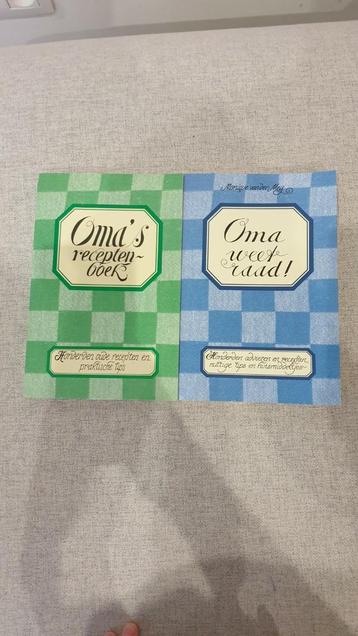 Oma's
recepten-
boek
Honderden oude recepten en
praktische tips
Monique van der Meij
Oma
weet
raad!
Honderden adviezen en recepten,
nuttige tips en huismiddeltjes